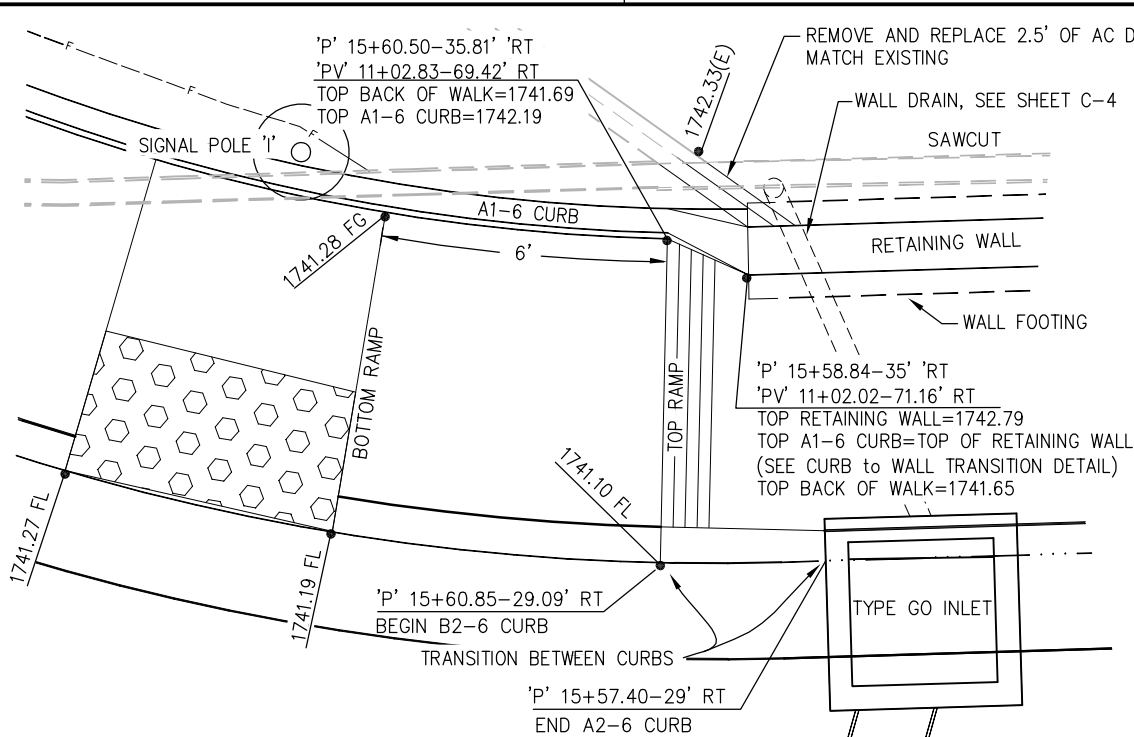 'P' 15+60.50-35.81' 'RT
'PV' 11+02.83-69.42' RT
TOP BACK OF WALK=1741.69
TOP A1-6 CURB=1742.19
REMOVE AND REPLACE 2.5' OF AC D
MATCH EXISTING
1742.33(E)
WALL DRAIN, SEE SHEET C-4
SAWCUT
F
F
F
SIGNAL POLE 'I'
A1-6 CURB
RETAINING WALL
1741.28 FG
6'
WALL FOOTING
BOTTOM RAMP
TOP RAMP
'P' 15+58.84-35' 'RT
'PV' 11+02.02-71.16' RT
TOP RETAINING WALL=1742.79
TOP A1-6 CURB=TOP OF RETAINING WALL
(SEE CURB to WALL TRANSITION DETAIL)
TOP BACK OF WALK=1741.65
1741.10 FL
1741.27 FL
1741.19 FL
'P' 15+60.85-29.09' RT
BEGIN B2-6 CURB
TYPE GO INLET
TRANSITION BETWEEN CURBS
'P' 15+57.40-29' RT
END A2-6 CURB